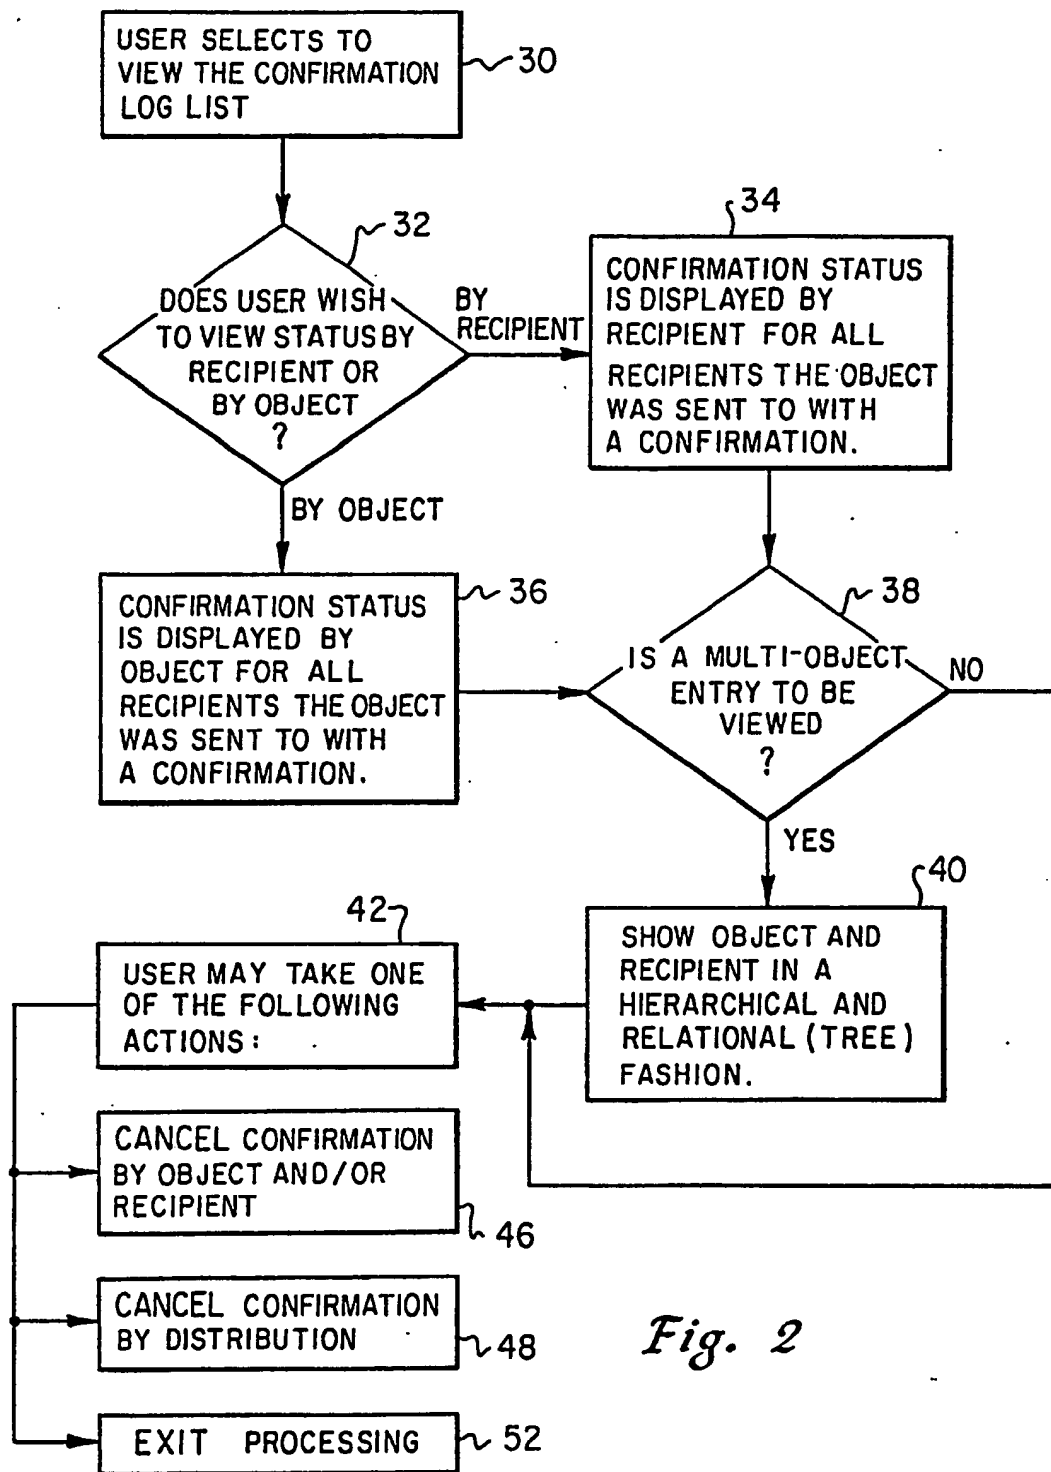 USER SELECTS TO
VIEW THE CONFIRMATION
LOG LIST
30
32
DOES USER WISH
TO VIEW STATUS BY
RECIPIENT OR
BY OBJECT
?
BY
RECIPIENT
34
CONFIRMATION STATUS
IS DISPLAYED BY
RECIPIENT FOR ALL
RECIPIENTS THE OBJECT
WAS SENT TO WITH
A CONFIRMATION.
BY OBJECT
36
CONFIRMATION STATUS
IS DISPLAYED BY
OBJECT FOR ALL
RECIPIENTS THE OBJECT
WAS SENT TO WITH
A CONFIRMATION.
38
IS A MULTI-OBJECT
ENTRY TO BE
VIEWED
?
NO
YES
40
SHOW OBJECT AND
RECIPIENT IN A
HIERARCHICAL AND
RELATIONAL (TREE)
FASHION.
42
USER MAY TAKE ONE
OF THE FOLLOWING
ACTIONS:
CANCEL CONFIRMATION
BY OBJECT AND/OR
RECIPIENT
46
CANCEL CONFIRMATION
BY DISTRIBUTION
48
EXIT PROCESSING
52
Fig. 2